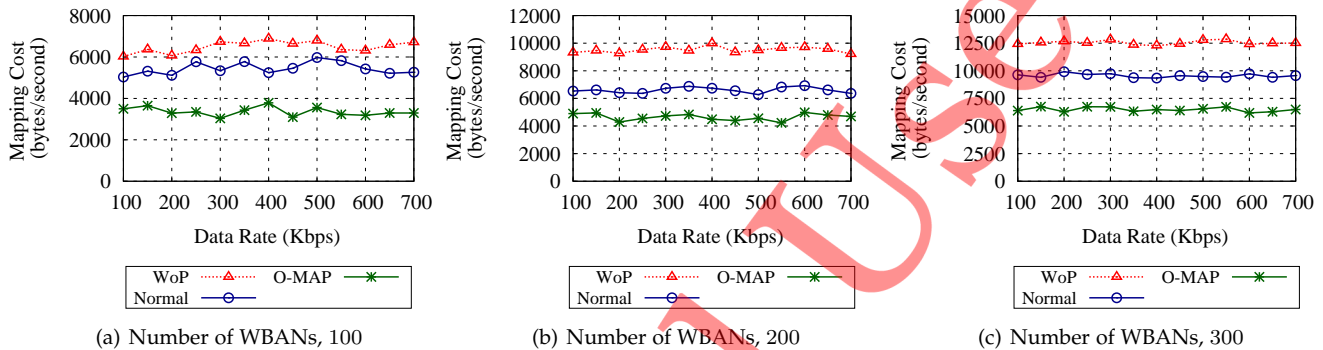 Mapping Cost
(bytes/second)
8000
6000
4000
2000
0
100 200 300 400 500 600 700
Data Rate (Kbps)
WoP O-MAP
Normal
(a) Number of WBANs, 100
Mapping Cost
(bytes/second)
12000
10000
8000
6000
4000
2000
0
100 200 300 400 500 600 700
Data Rate (Kbps)
WoP O-MAP
Normal
(b) Number of WBANs, 200
Mapping Cost
(bytes/second)
15000
12500
10000
7500
5000
2500
0
100 200 300 400 500 600 700
Data Rate (Kbps)
WoP O-MAP
Normal
(c) Number of WBANs, 300
Use